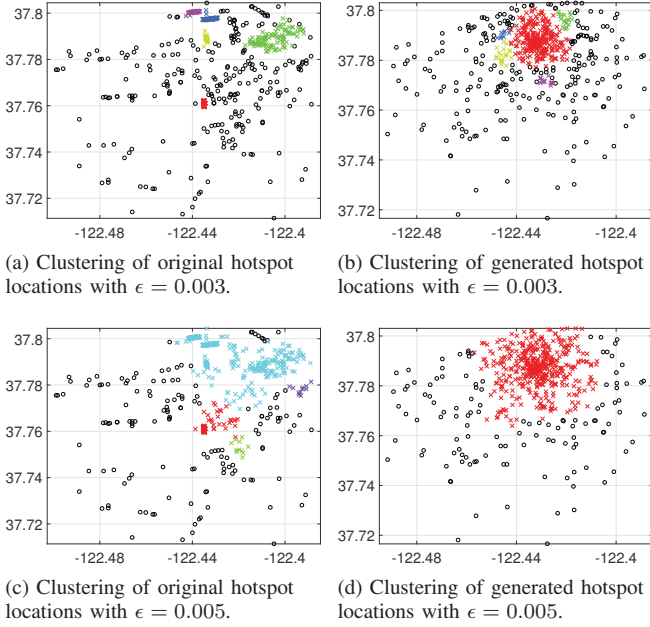 37.8
37.78
37.76
37.74
37.72
-122.48 -122.44 -122.4
(a) Clustering of original hotspot
locations with ϵ = 0.003.
37.8
37.78
37.76
37.74
37.72
-122.48 -122.44 -122.4
(b) Clustering of generated hotspot
locations with ϵ = 0.003.
37.8
37.78
37.76
37.74
37.72
-122.48 -122.44 -122.4
(c) Clustering of original hotspot
locations with ϵ = 0.005.
37.8
37.78
37.76
37.74
37.72
-122.48 -122.44 -122.4
(d) Clustering of generated hotspot
locations with ϵ = 0.005.